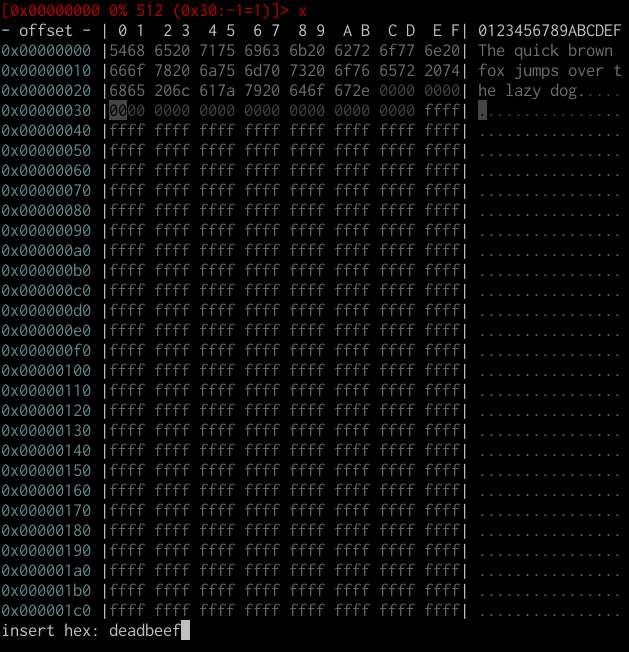 [0x00000000 0% 512 (0x30:-1=1)]> x
- offset - | 0 1  2 3  4 5  6 7  8 9  A B  C D  E F| 0123456789ABCDEF
0x00000000 |5468 6520 7175 6963 6b20 6272 6f77 6e20| The quick brown
0x00000010 |666f 7820 6a75 6d70 7320 6f76 6572 2074| fox jumps over t
0x00000020 |6865 206c 617a 7920 646f 672e 0000 0000| he lazy dog.....
0x00000030 |0000 0000 0000 0000 0000 0000 0000 ffff| ................
0x00000040 |ffff ffff ffff ffff ffff ffff ffff ffff| ................
0x00000050 |ffff ffff ffff ffff ffff ffff ffff ffff| ................
0x00000060 |ffff ffff ffff ffff ffff ffff ffff ffff| ................
0x00000070 |ffff ffff ffff ffff ffff ffff ffff ffff| ................
0x00000080 |ffff ffff ffff ffff ffff ffff ffff ffff| ................
0x00000090 |ffff ffff ffff ffff ffff ffff ffff ffff| ................
0x000000a0 |ffff ffff ffff ffff ffff ffff ffff ffff| ................
0x000000b0 |ffff ffff ffff ffff ffff ffff ffff ffff| ................
0x000000c0 |ffff ffff ffff ffff ffff ffff ffff ffff| ................
0x000000d0 |ffff ffff ffff ffff ffff ffff ffff ffff| ................
0x000000e0 |ffff ffff ffff ffff ffff ffff ffff ffff| ................
0x000000f0 |ffff ffff ffff ffff ffff ffff ffff ffff| ................
0x00000100 |ffff ffff ffff ffff ffff ffff ffff ffff| ................
0x00000110 |ffff ffff ffff ffff ffff ffff ffff ffff| ................
0x00000120 |ffff ffff ffff ffff ffff ffff ffff ffff| ................
0x00000130 |ffff ffff ffff ffff ffff ffff ffff ffff| ................
0x00000140 |ffff ffff ffff ffff ffff ffff ffff ffff| ................
0x00000150 |ffff ffff ffff ffff ffff ffff ffff ffff| ................
0x00000160 |ffff ffff ffff ffff ffff ffff ffff ffff| ................
0x00000170 |ffff ffff ffff ffff ffff ffff ffff ffff| ................
0x00000180 |ffff ffff ffff ffff ffff ffff ffff ffff| ................
0x00000190 |ffff ffff ffff ffff ffff ffff ffff ffff| ................
0x000001a0 |ffff ffff ffff ffff ffff ffff ffff ffff| ................
0x000001b0 |ffff ffff ffff ffff ffff ffff ffff ffff| ................
0x000001c0 |ffff ffff ffff ffff ffff ffff ffff ffff| ................
insert hex: deadbeef